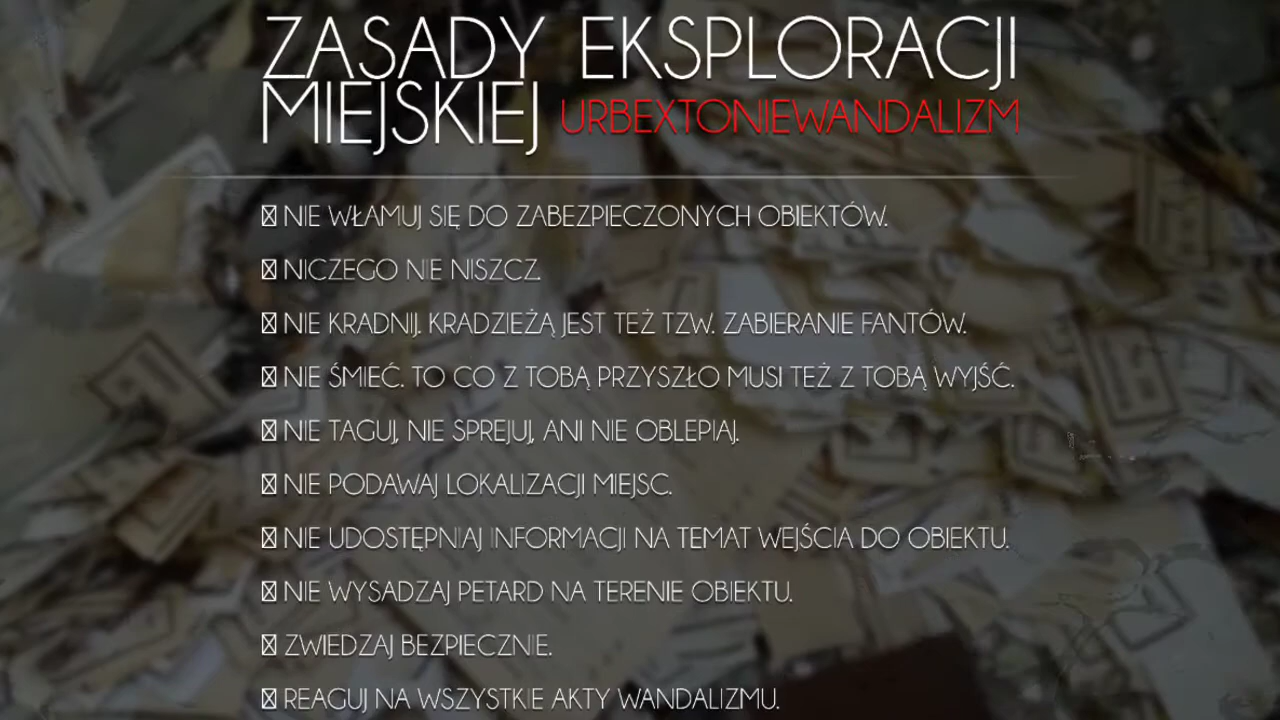 ZASADY EKSPLORACJI
MIEJSKIEJ URBEXTONIEWANDALIZM
NIE WŁAMUJ SIĘ DO ZABEZPIECZONYCH OBIEKTÓW.
NICZEGO NIE NISZCZ.
NIE KRADNIJ. KRADZIEŻĄ JEST TEŻ TZW. ZABIERANIE FANTÓW.
NIE ŚMIEĆ. TO CO Z TOBĄ PRZYSZŁO MUSI TEŻ Z TOBĄ WYJŚĆ.
NIE TAGUJ, NIE SPREJUJ, ANI NIE OBLEPIAJ.
NIE PODAWAJ LOKALIZACJI MIEJSC.
NIE UDOSTĘPNIAJ INFORMACJI NA TEMAT WEJŚCIA DO OBIEKTU.
NIE WYSADZAJ PETARD NA TERENIE OBIEKTU.
ZWIEDZAJ BEZPIECZNIE.
REAGUJ NA WSZYSTKIE AKTY WANDALIZMU.